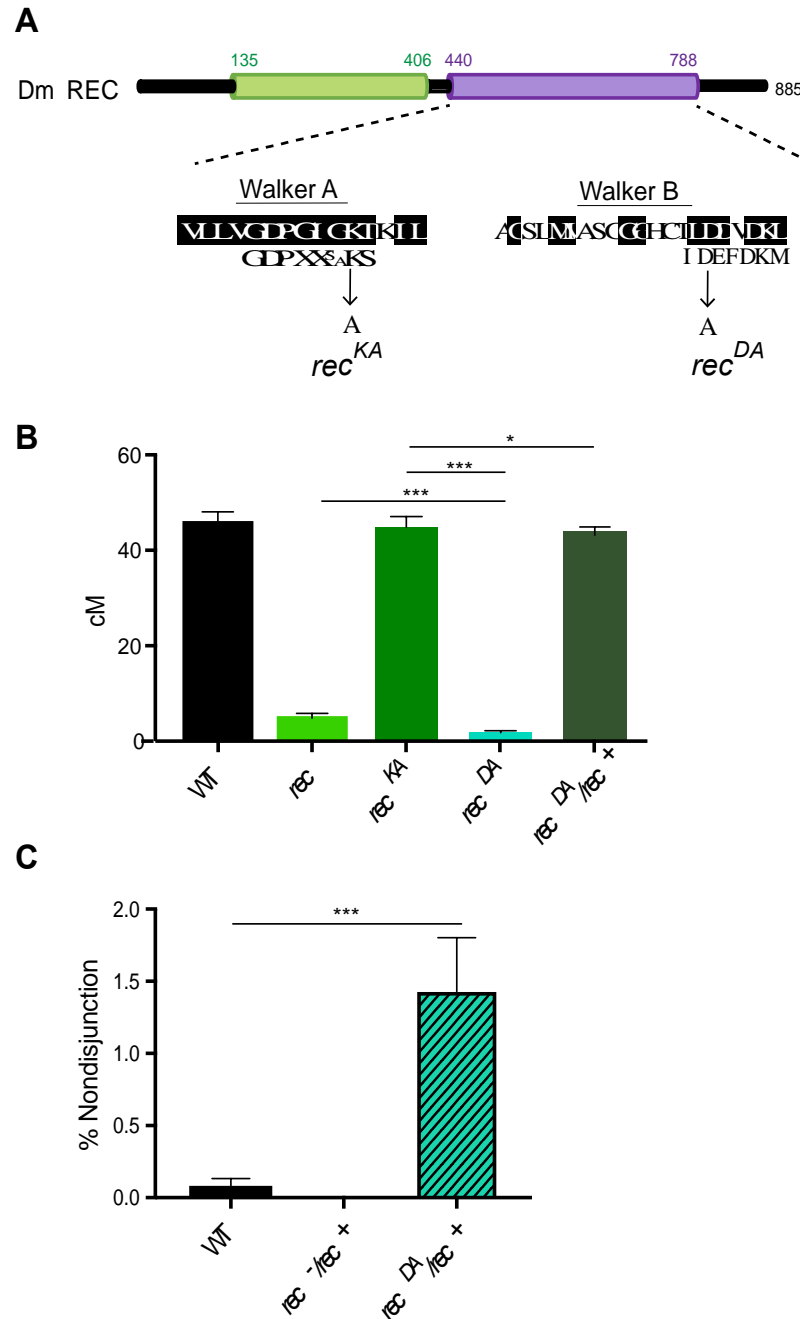 A
135 406 440 788
Dm REC 885
Walker A Walker B
VLLVGDPGIGKTKIL
GDPXXSAKS IDEFDKM
A A
rec KA rec DA
B
* 
***
***
60
40
20
0
cM
WT rec rec KA rec DA rec DA /rec +
C
***
2.0
1.5
1.0
0.5
0.0
% Nondisjunction
WT rec -/rec + rec DA /rec +